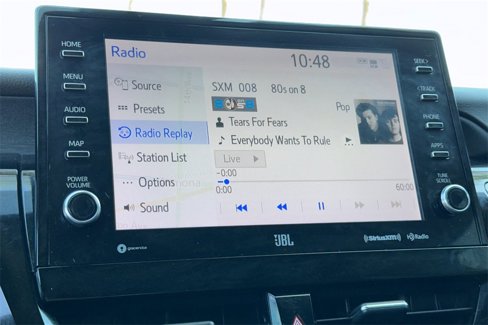 HOME
MENU
AUDIO
MAP
POWER
VOLUME
Radio
10:48
Source
Presets
Radio Replay
Station List
Options
Sound
SXM 008 80s on 8
Pop
Tears For Fears
Everybody Wants To Rule
Live
-0:00
0:00
60:00
SEEK>
<TRACK
PHONE
APPS
TUNE
SCROLL
gracenote
JBL
SiriusXM
HD Radio